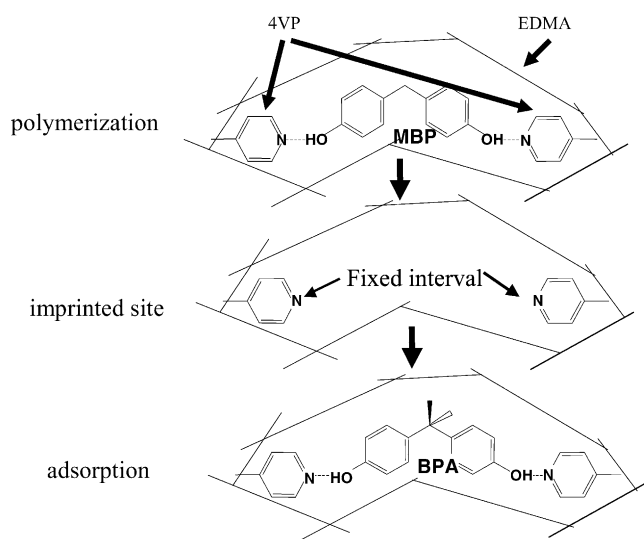 4VP
EDMA
polymerization
N HO MBP OH N
imprinted site
N Fixed interval N
adsorption
N HO BPA OH N